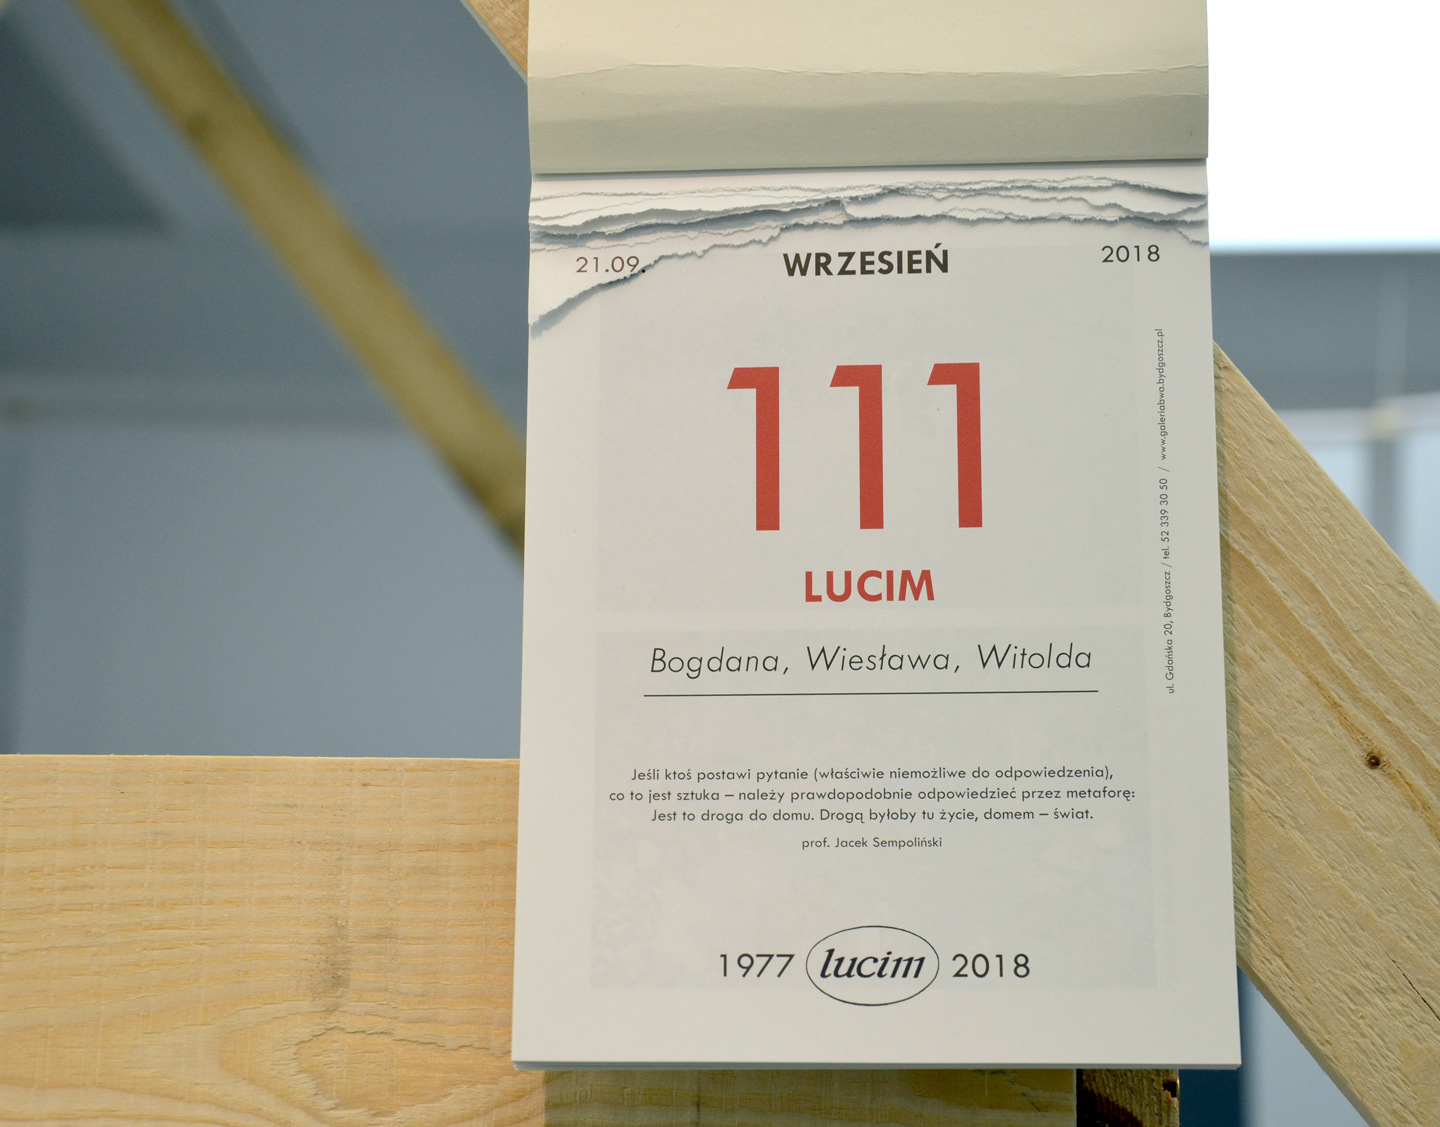 21.09.
WRZESIEŃ
2018
111
LUCIM
Bogdana, Wiesława, Witolda
Jeśli ktoś postawi pytanie (właściwie niemożliwe do odpowiedzenia),
co to jest sztuka – należy prawdopodobnie odpowiedzieć przez metaforę:
Jest to droga do domu. Drogą byłoby tu życie, domem – świat.
prof. Jacek Sempoliński
1977 lucim 2018
ul. Gdańska 20, Bydgoszcz / tel. 52 339 30 50 / www.galeriabwa.bydgoszcz.pl